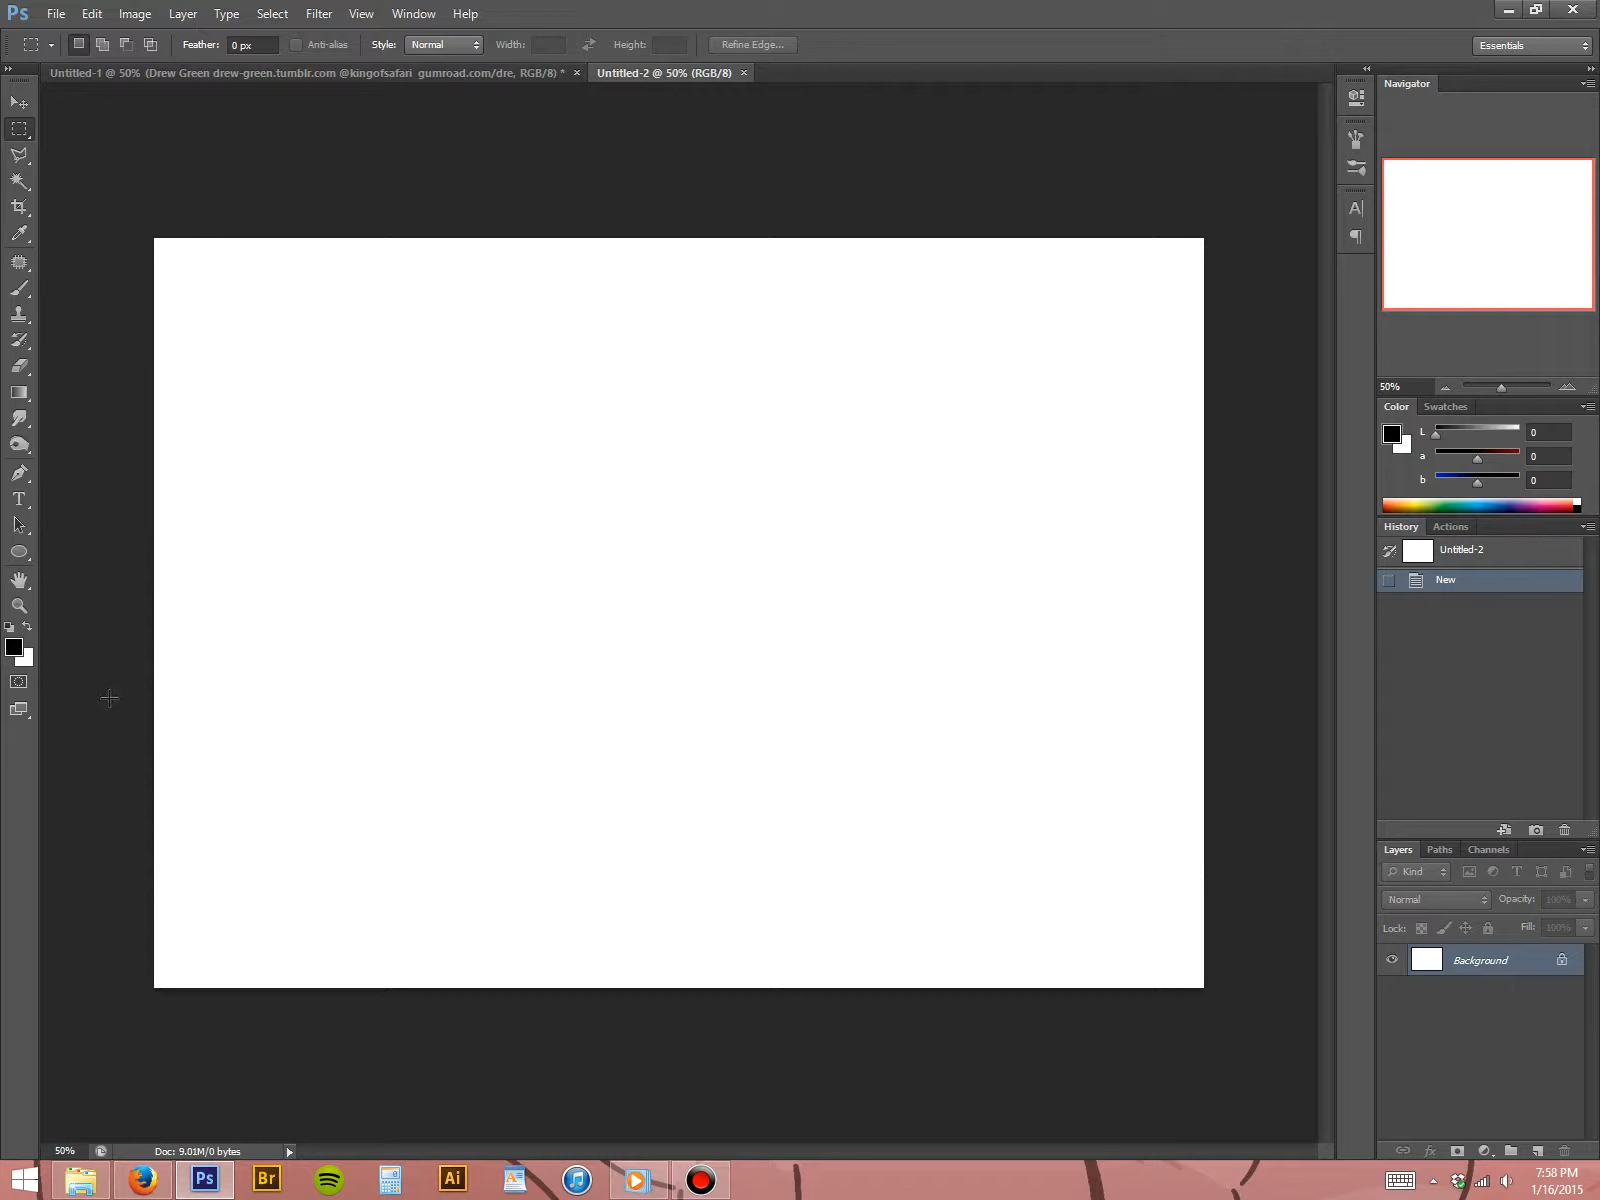 Ps File Edit Image Layer Type Select Filter View Window Help
Feather: 0 px Anti-alias Style: Normal Width: Height: Refine Edge... Essentials
Untitled-1 @ 50% (Drew Green drew-green.tumblr.com @kingofsafari gumroad.com/dre, RGB/8) * × Untitled-2 @ 50% (RGB/8) ×
Navigator
50%
Color Swatches
L 0
a 0
b 0
History Actions
Untitled-2
New
Layers Paths Channels
Kind
Normal Opacity: 100%
Lock: Fill: 100%
Background
50% Doc: 9.01M/0 bytes
Ps Br Ai
7:58 PM
1/16/2015